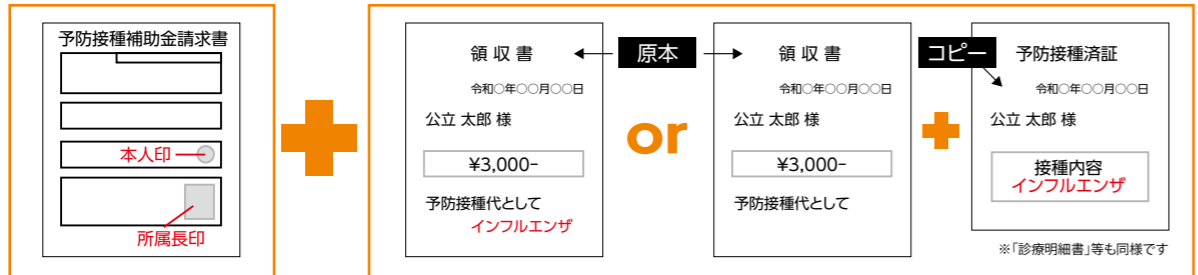 予防接種補助金請求書
本人印
所属長印
領収書
令和○年○○月○○日
公立 太郎 様
¥3,000-
予防接種代として
インフルエンザ
原本
or
領収書
令和○年○○月○○日
公立 太郎 様
¥3,000-
予防接種代として
コピー
予防接種済証
令和○年○○月○○日
公立 太郎 様
接種内容
インフルエンザ
※「診療明細書」等も同様です